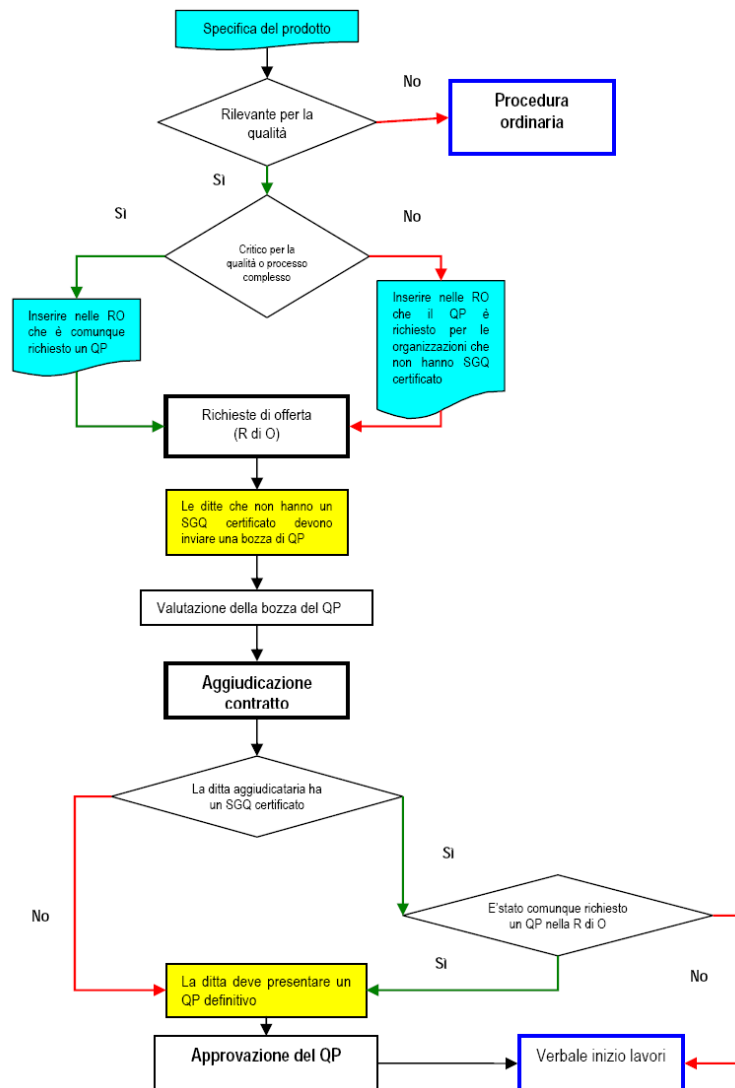 Specifica del prodotto
No
Procedura
ordinaria
Rilevante per la
qualità
Sì
Sì
No
Critico per la
qualità o processo
complesso
Inserire nelle RO
che è comunque
richiesto un QP
Inserire nelle RO
che il QP é
richiesto per le
organizzazioni che
non hanno SGQ
certificato
Richieste di offerta
(R di O)
Le ditte che non hanno un
SGQ certificato devono
inviare una bozza di QP
Valutazione della bozza del QP
Aggiudicazione
contratto
La ditta aggiudicataria ha
un SGQ certificato
Sì
No
E'stato comunque richiesto
un QP nella R di O
Sì
No
La ditta deve presentare un
QP definitivo
Approvazione del QP
Verbale inizio lavori